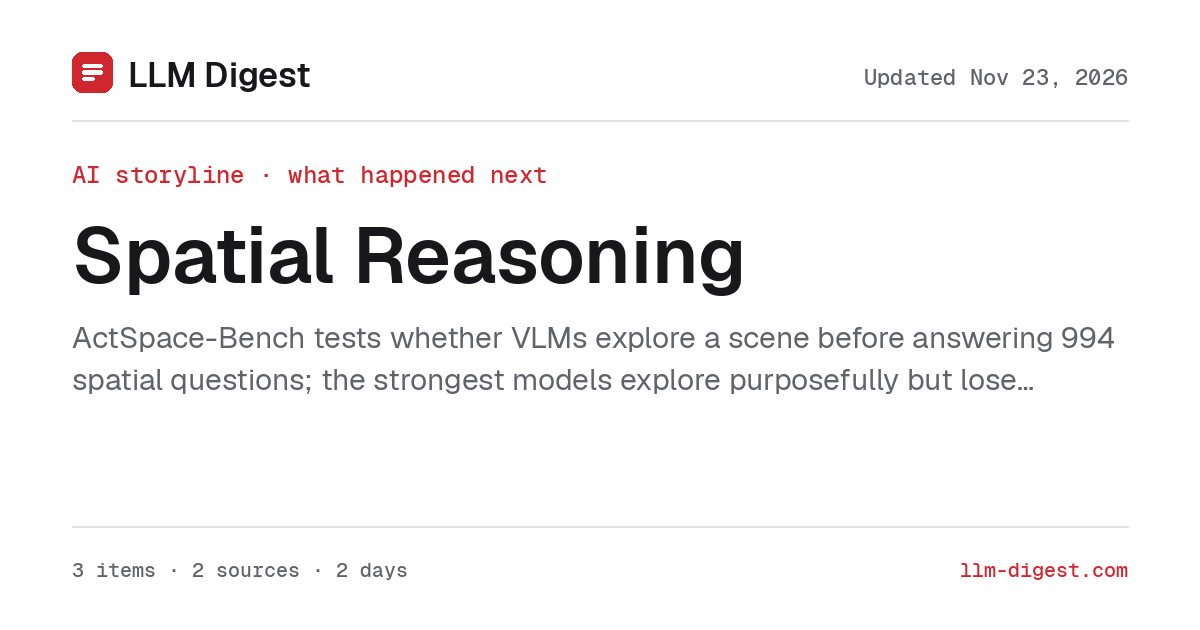 LLM Digest
Updated Nov 23, 2026
AI storyline · what happened next
Spatial Reasoning
ActSpace-Bench tests whether VLMs explore a scene before answering 994
spatial questions; the strongest models explore purposefully but lose…
3 items · 2 sources · 2 days
llm-digest.com